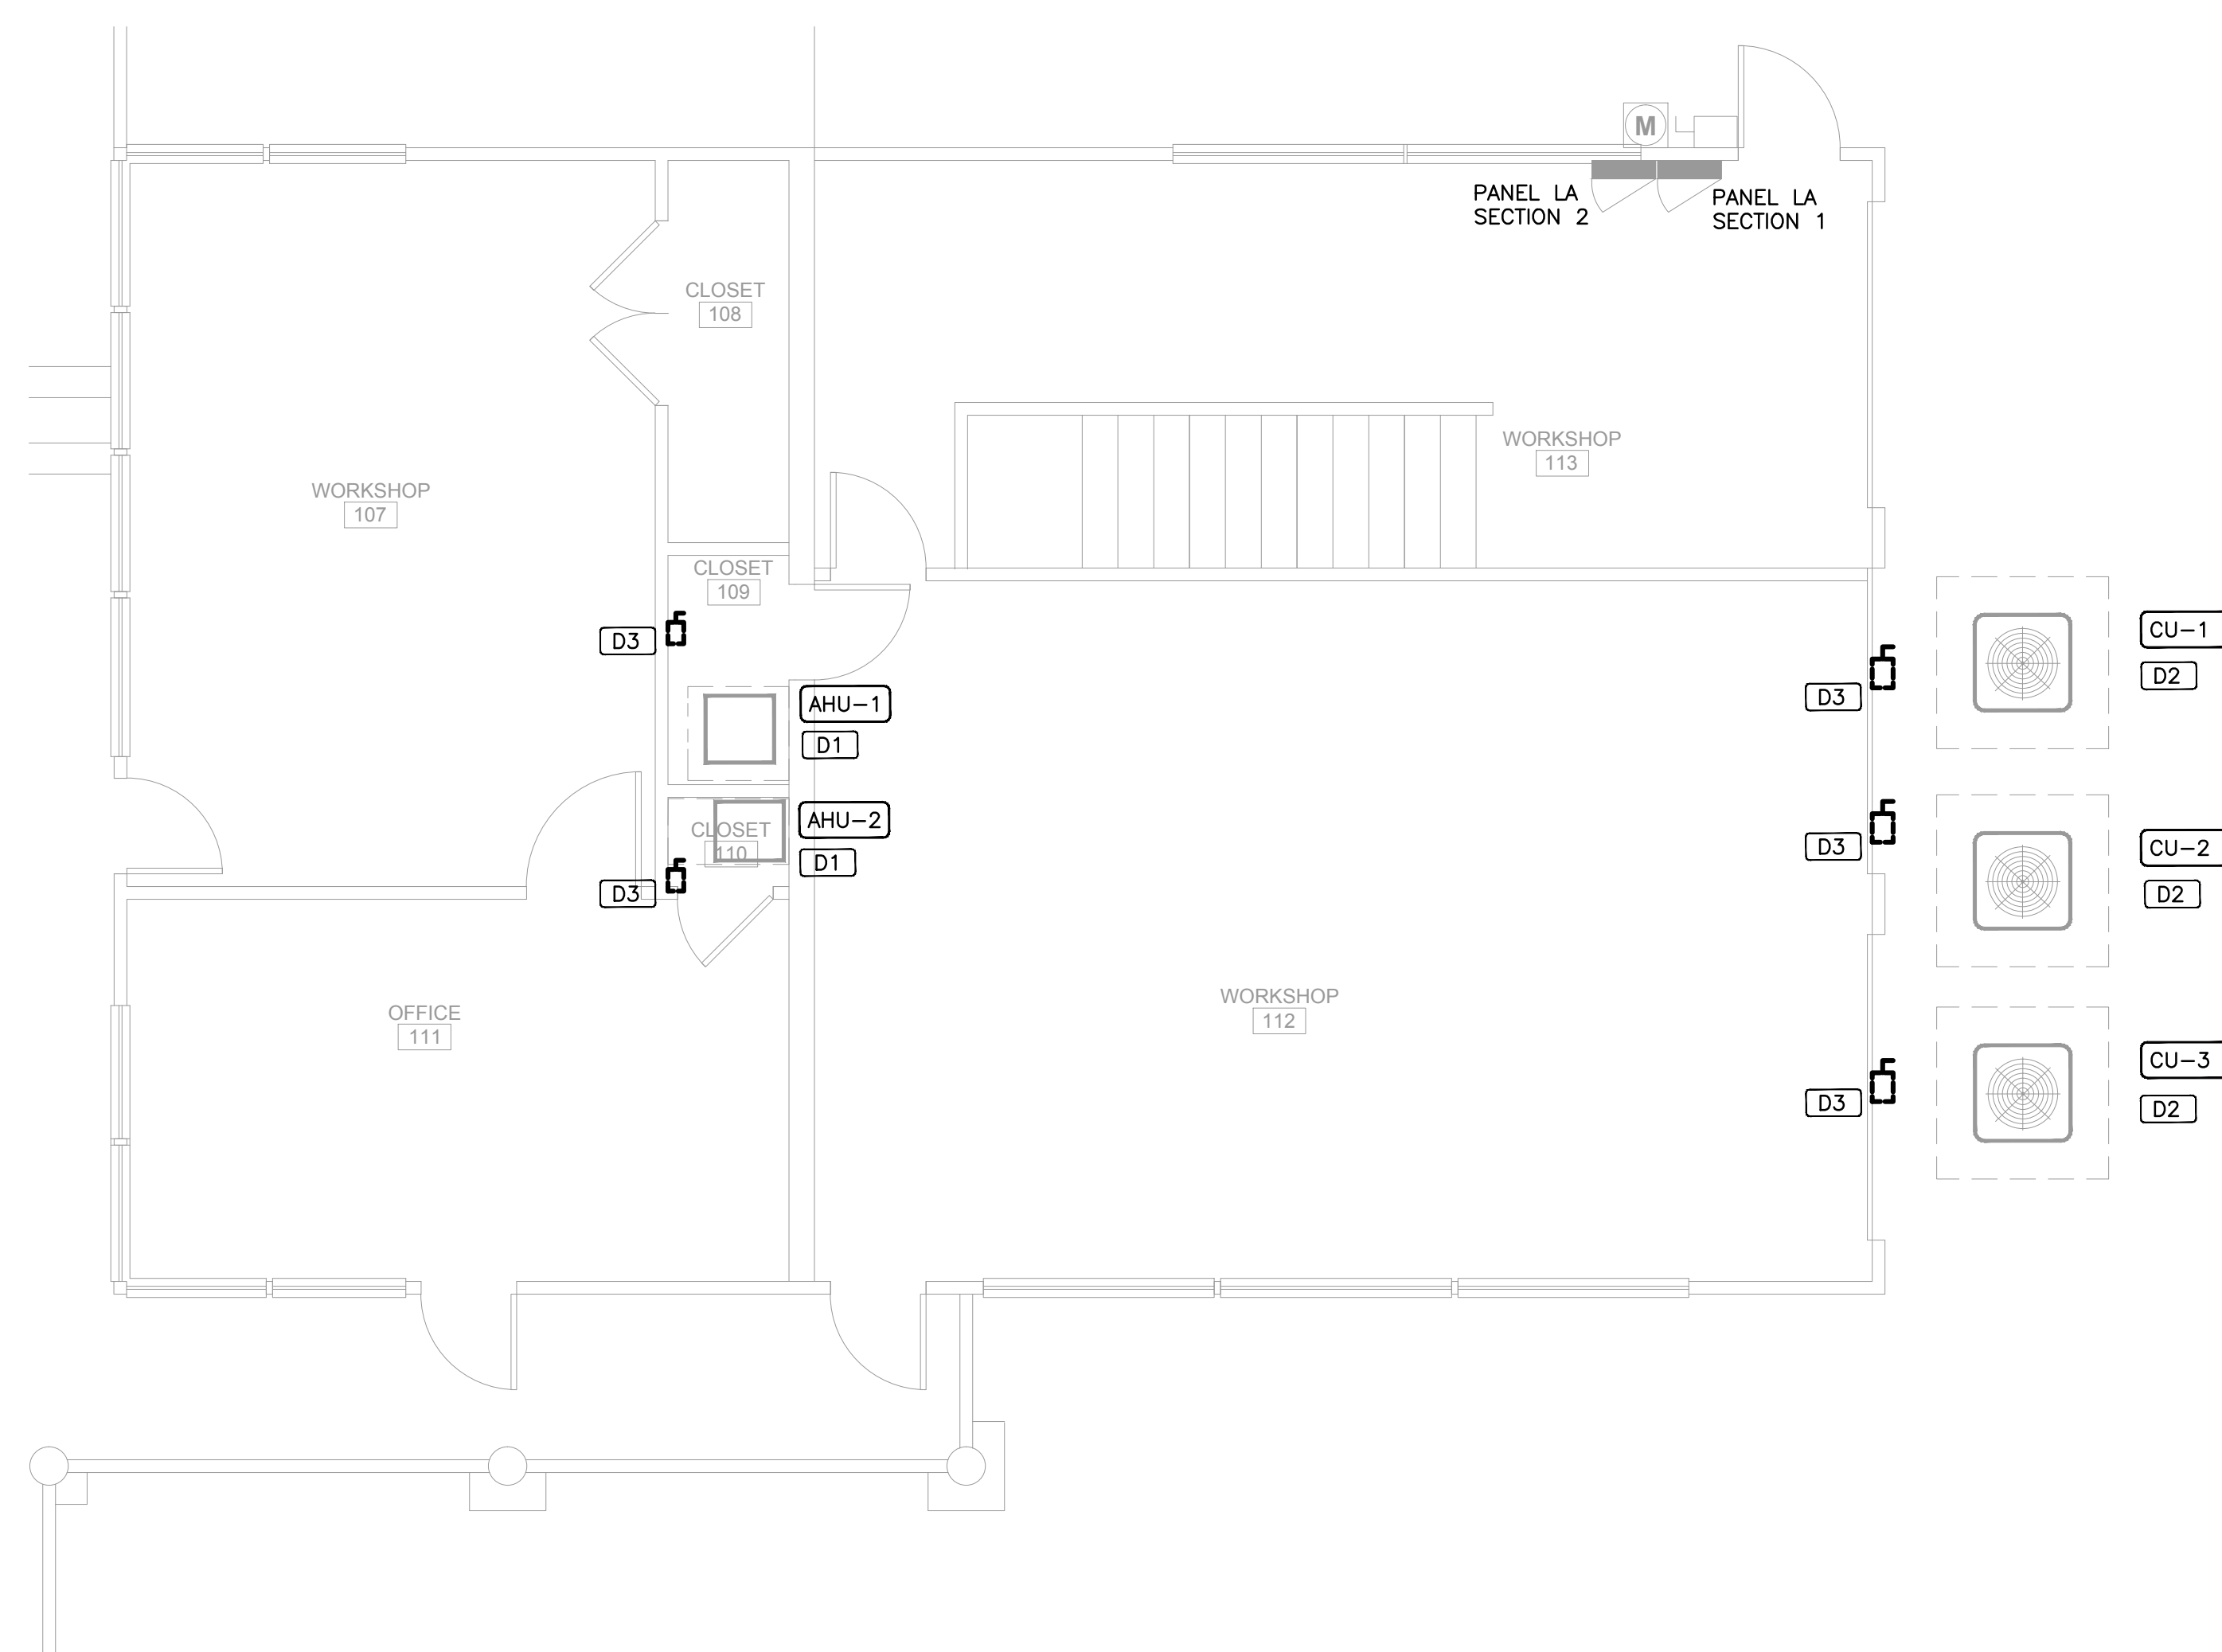 M
PANEL LA
SECTION 2
PANEL LA
SECTION 1
CLOSET
108
WORKSHOP
113
WORKSHOP
107
CLOSET
109
D3
CU-1
D2
AHU-1
D1
D3
AHU-2
D1
CLOSET
110
D3
D3
CU-2
D2
WORKSHOP
112
OFFICE
111
D3
CU-3
D2